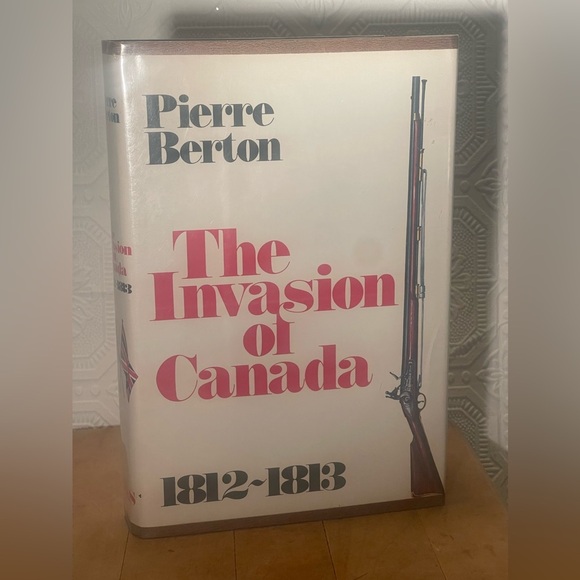 Pierre
Berton
The
Invasion
of
Canada
1812~1813